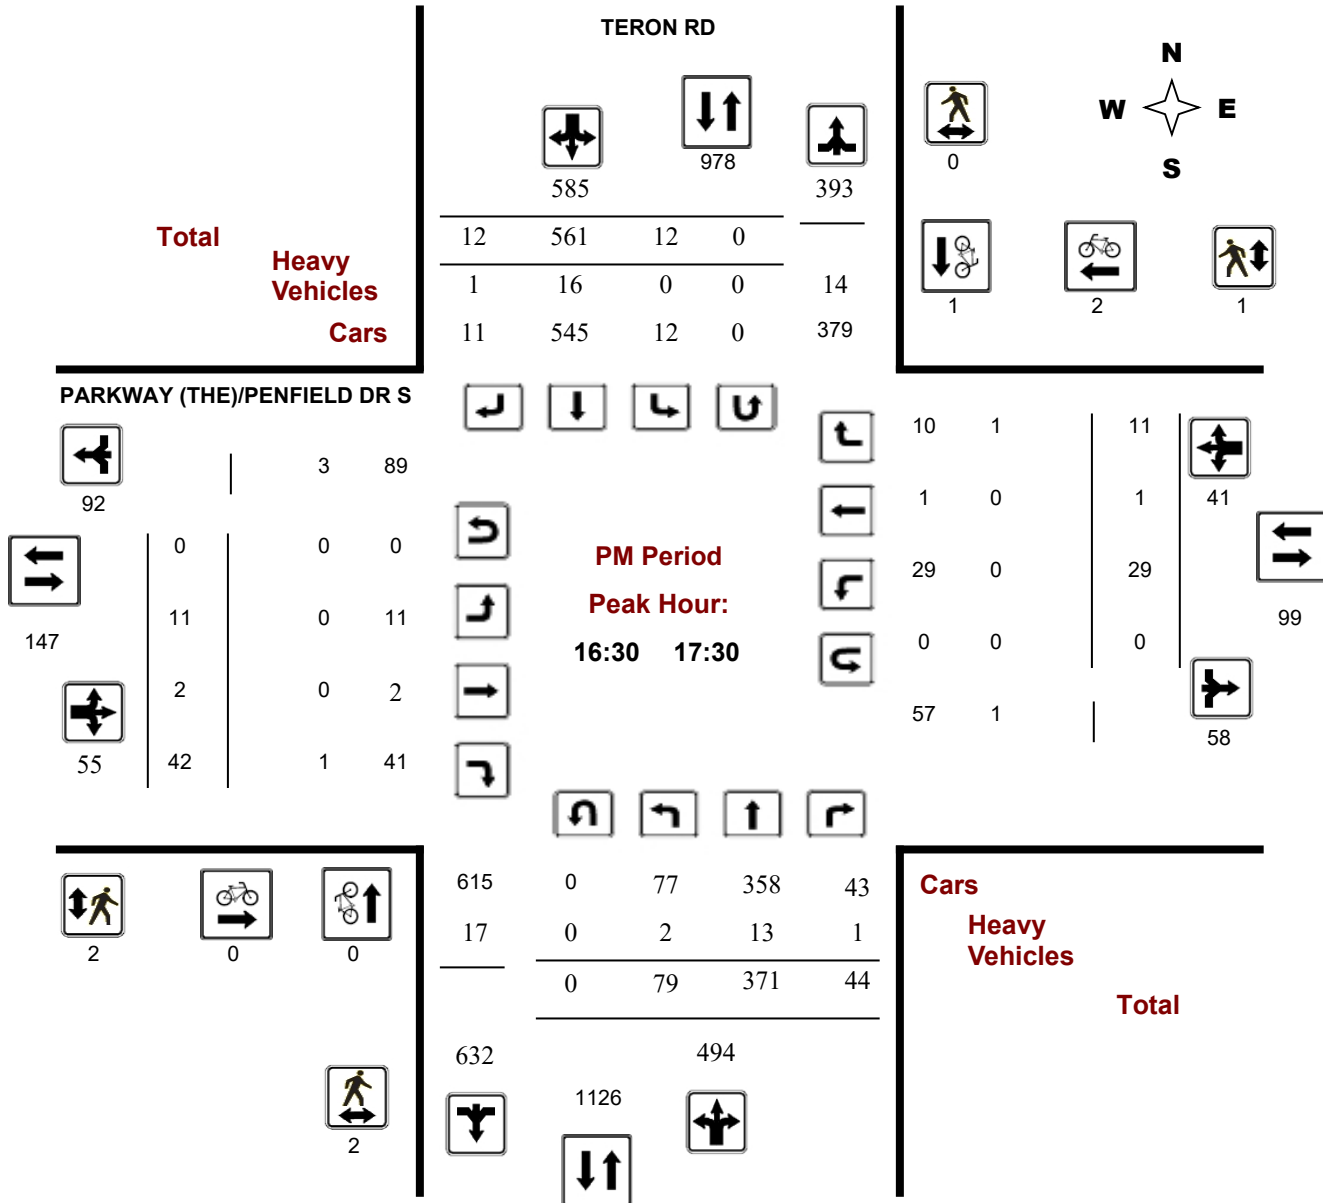 TERON RD
N
W E
S
978
0
585
393
Total
12 561 12 0
Heavy
Vehicles
1 16 0 0 14
1 2 1
Cars
11 545 12 0 379
PARKWAY (THE)/PENFIELD DR S
10 1 11
3 89
92
1 0 1 41
0 0 0
PM Period
29 0 29
11 0 11
Peak Hour:
99
147
16:30 17:30
0 0 0
2 0 2
57 1
58
55 42 1 41
615 0 77 358 43
Cars
17 0 2 13 1
Heavy
Vehicles
2 0 0
0 79 371 44
Total
632 494
1126
2